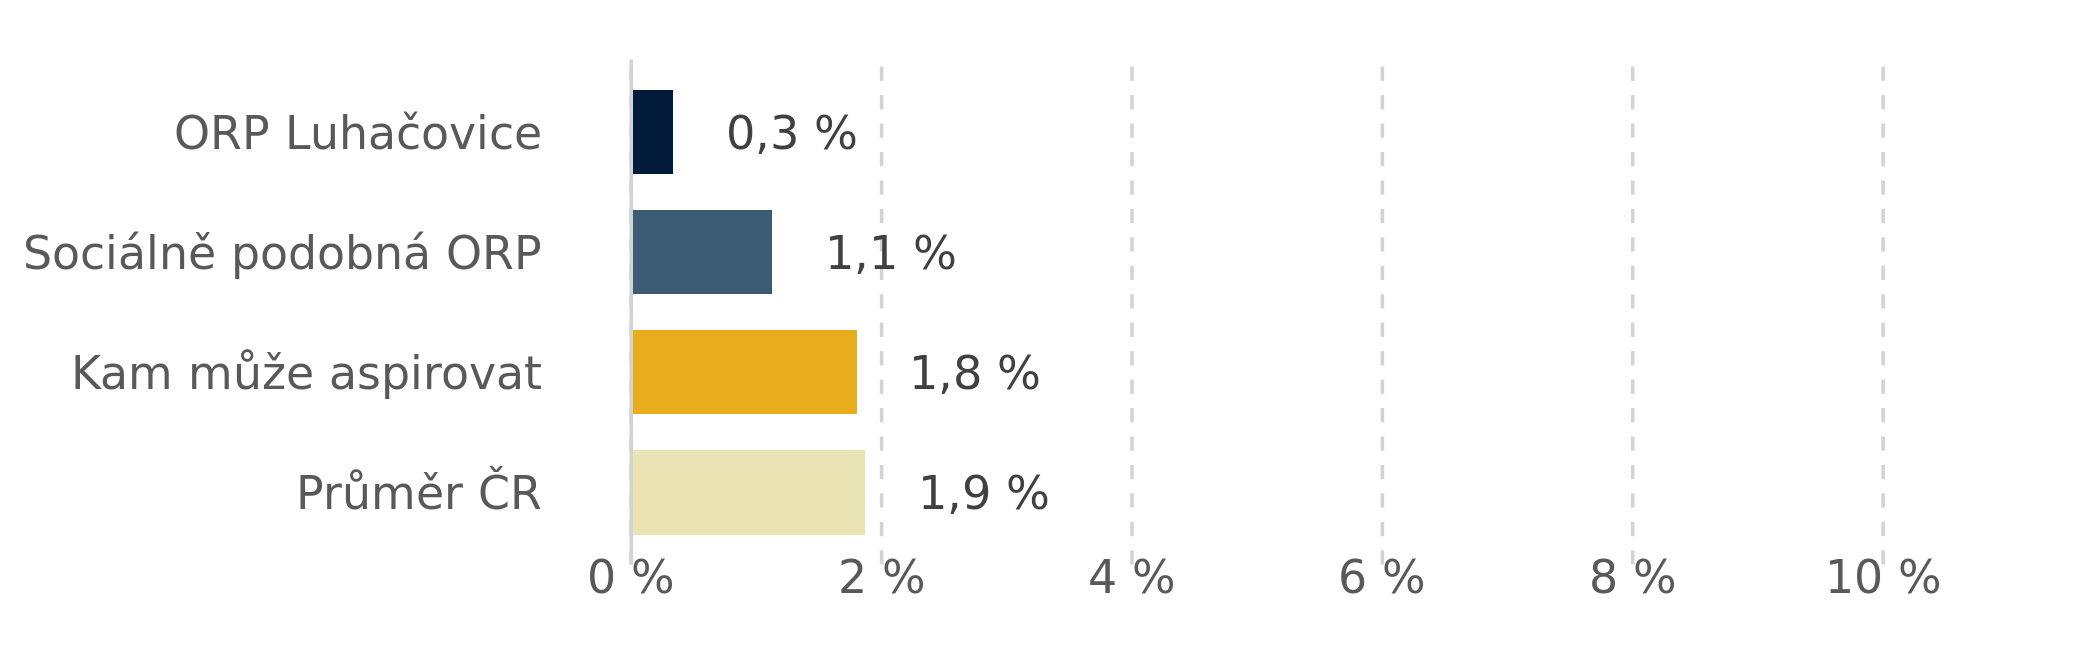 ORP Luhačovice 0,3 %
Sociálně podobná ORP 1,1 %
Kam může aspirovat 1,8 %
Průměr ČR 1,9 %
0 % 2 % 4 % 6 % 8 % 10 %